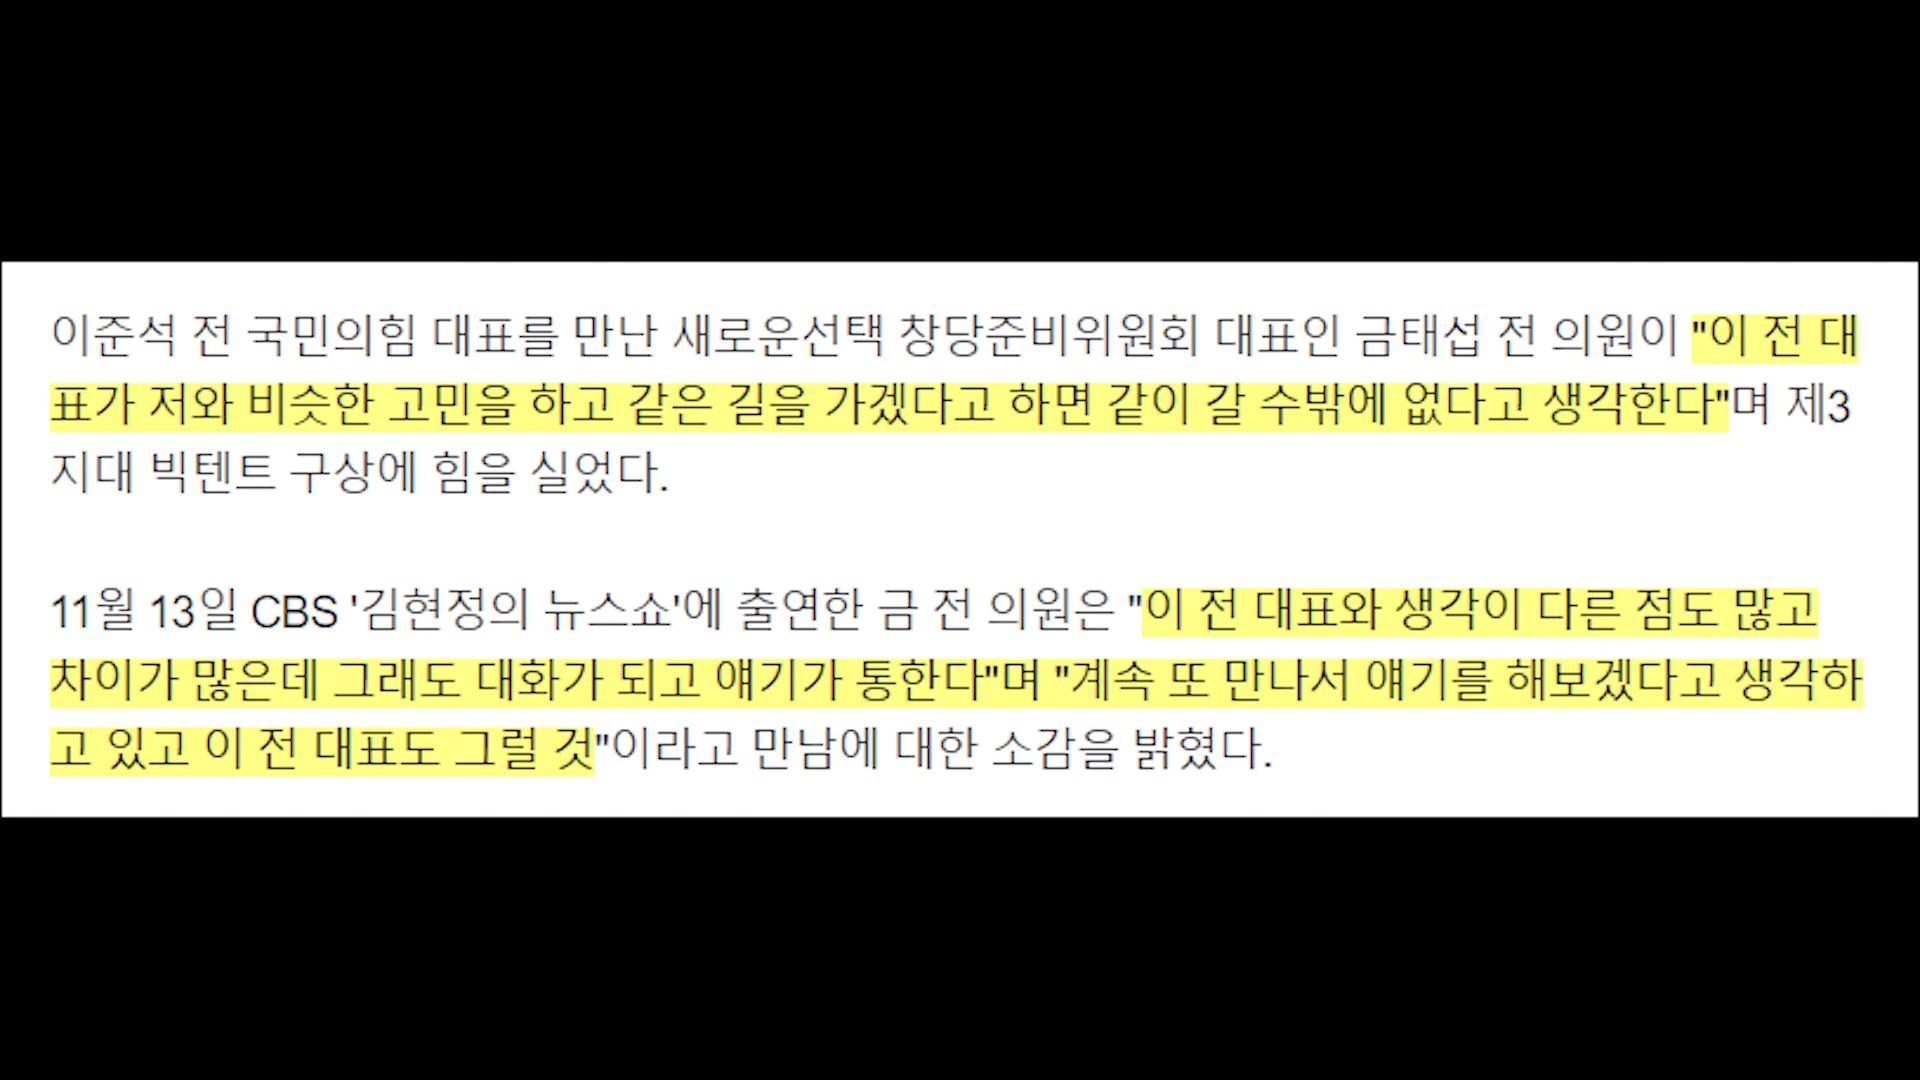 이준석 전 국민의힘 대표를 만난 새로운선택 창당준비위원회 대표인 금태섭 전 의원이 "이 전 대
표가 저와 비슷한 고민을 하고 같은 길을 가겠다고 하면 같이 갈 수밖에 없다고 생각한다"며 제3
지대 빅텐트 구상에 힘을 실었다.
11월 13일 CBS '김현정의 뉴스쇼'에 출연한 금 전 의원은 "이 전 대표와 생각이 다른 점도 많고
차이가 많은데 그래도 대화가 되고 얘기가 통한다"며 "계속 또 만나서 얘기를 해보겠다고 생각하
고 있고 이 전 대표도 그럴 것"이라고 만남에 대한 소감을 밝혔다.